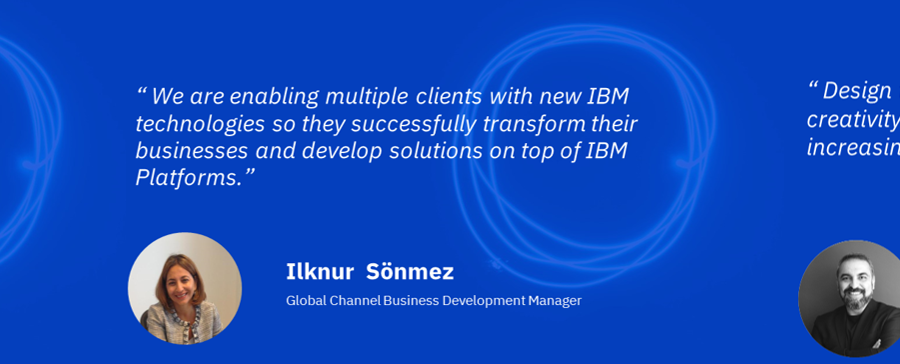 “ We are enabling multiple clients with new IBM
technologies so they successfully transform their
businesses and develop solutions on top of IBM
Platforms.”
Ilknur Sönmez
Global Channel Business Development Manager
“ Design
creativity
increasin